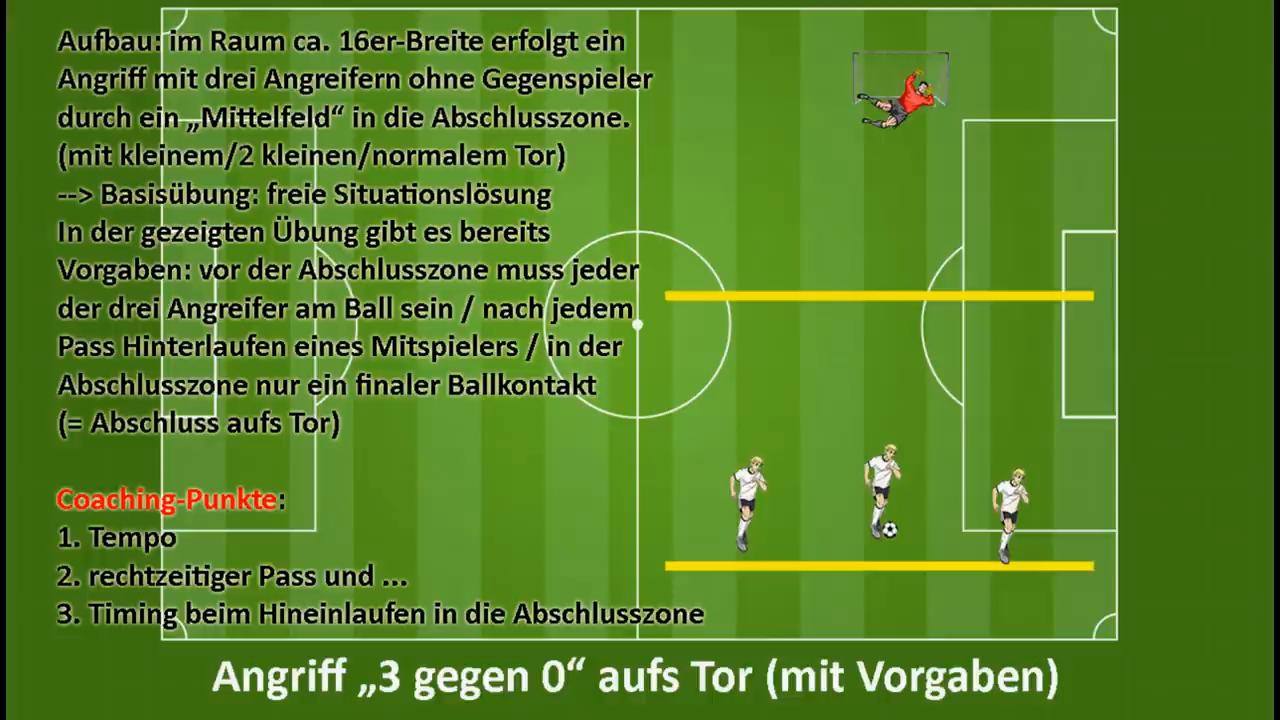 Aufbau: im Raum ca. 16er-Breite erfolgt ein
Angriff mit drei Angreifern ohne Gegenspieler
durch ein „Mittelfeld“ in die Abschlusszone.
(mit kleinem/2 kleinen/normalem Tor)
--> Basisübung: freie Situationslösung
In der gezeigten Übung gibt es bereits
Vorgaben: vor der Abschlusszone muss jeder
der drei Angreifer am Ball sein / nach jedem
Pass Hinterlaufen eines Mitspielers / in der
Abschlusszone nur ein finaler Ballkontakt
(= Abschluss aufs Tor)
Coaching-Punkte:
1. Tempo
2. rechtzeitiger Pass und ...
3. Timing beim Hineinlaufen in die Abschlusszone
Angriff „3 gegen 0“ aufs Tor (mit Vorgaben)